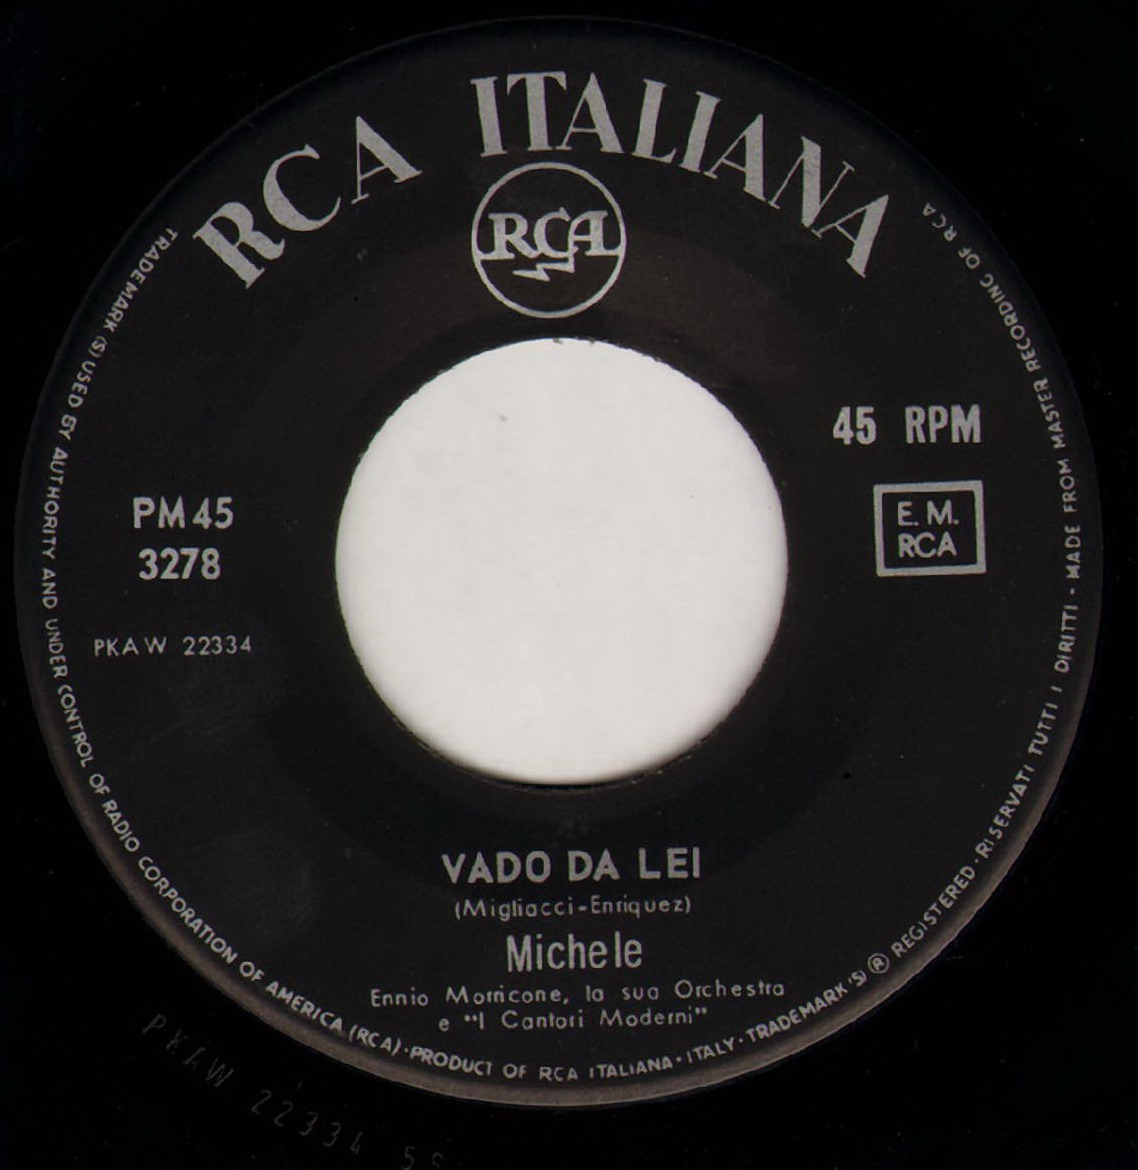 RCA ITALIANA
RCA
45 RPM
E. M.
RCA
PM 45
3278
PKAW 22334
VADO DA LEI
(Migliacci-Enriquez)
Michele
Ennio Morricone, la sua Orchestra
e "I Cantori Moderni"
TRADEMARK (S) USED BY AUTHORITY AND UNDER CONTROL OF RADIO CORPORATION OF AMERICA (RCA) · PRODUCT OF RCA ITALIANA · ITALY · TRADEMARK (S) ® REGISTERED · RISERVATI TUTTI I DIRITTI - MADE FROM MASTER RECORDING OF RCA
PKAW 22334